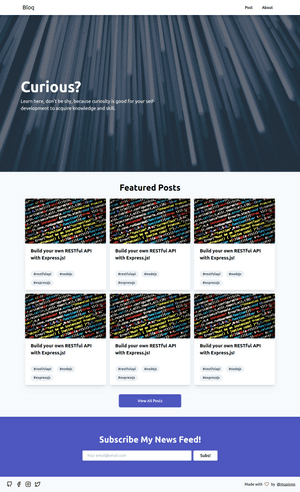 Bloq
Post
About
Curious?
Learn here, don't be shy, because curiosity is good for your self-
development to acquire knowledge and skill.
Featured Posts
Build your own RESTful API
with Express.js!
#restfulapi
#nodejs
#expressjs
Build your own RESTful API
with Express.js!
#restfulapi
#nodejs
#expressjs
Build your own RESTful API
with Express.js!
#restfulapi
#nodejs
#expressjs
Build your own RESTful API
with Express.js!
#restfulapi
#nodejs
#expressjs
Build your own RESTful API
with Express.js!
#restfulapi
#nodejs
#expressjs
Build your own RESTful API
with Express.js!
#restfulapi
#nodejs
#expressjs
View All Posts
Subscribe My News Feed!
Your email@email.com
Subs!
Made with
by